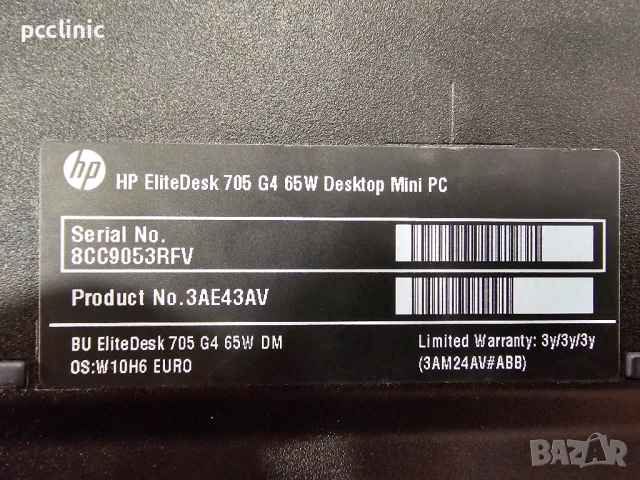 pcclinic
hp
HP EliteDesk 705 G4 65W Desktop Mini PC
Serial No.
8CC9053RFV
Product No.3AE43AV
BU EliteDesk 705 G4 65W DM
OS:W10H6 EURO
Limited Warranty: 3y/3y/3y
(3AM24AV#ABB)
BAZAR